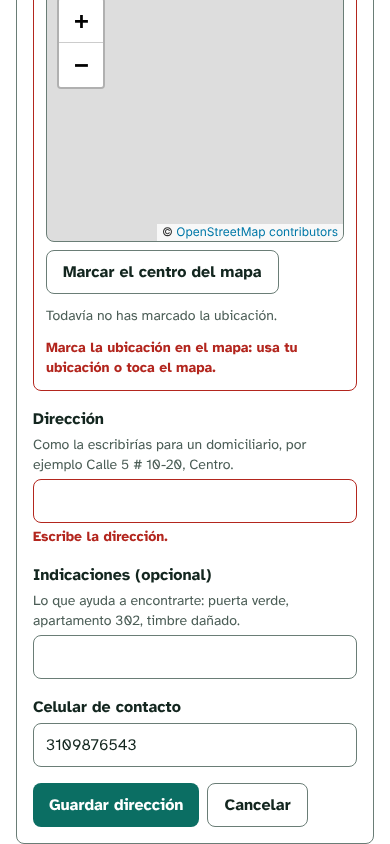 +
−
© OpenStreetMap contributors
Marcar el centro del mapa
Todavía no has marcado la ubicación.
Marca la ubicación en el mapa: usa tu
ubicación o toca el mapa.
Dirección
Como la escribirías para un domiciliario, por
ejemplo Calle 5 # 10-20, Centro.
Escribe la dirección.
Indicaciones (opcional)
Lo que ayuda a encontrarte: puerta verde,
apartamento 302, timbre dañado.
Celular de contacto
3109876543
Guardar dirección
Cancelar